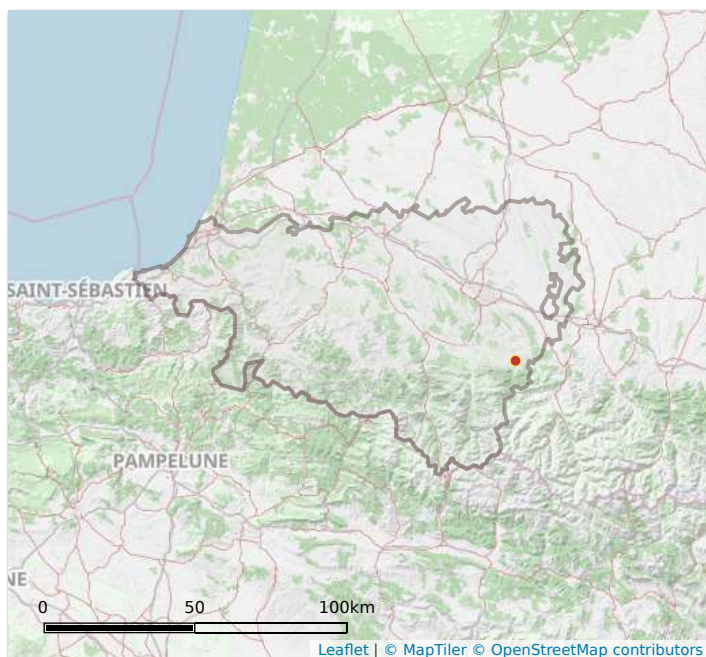 SAINT-SÉBASTIEN
PAMPELUNE
NE
0 50 100km
Leaflet | © MapTiler © OpenStreetMap contributors